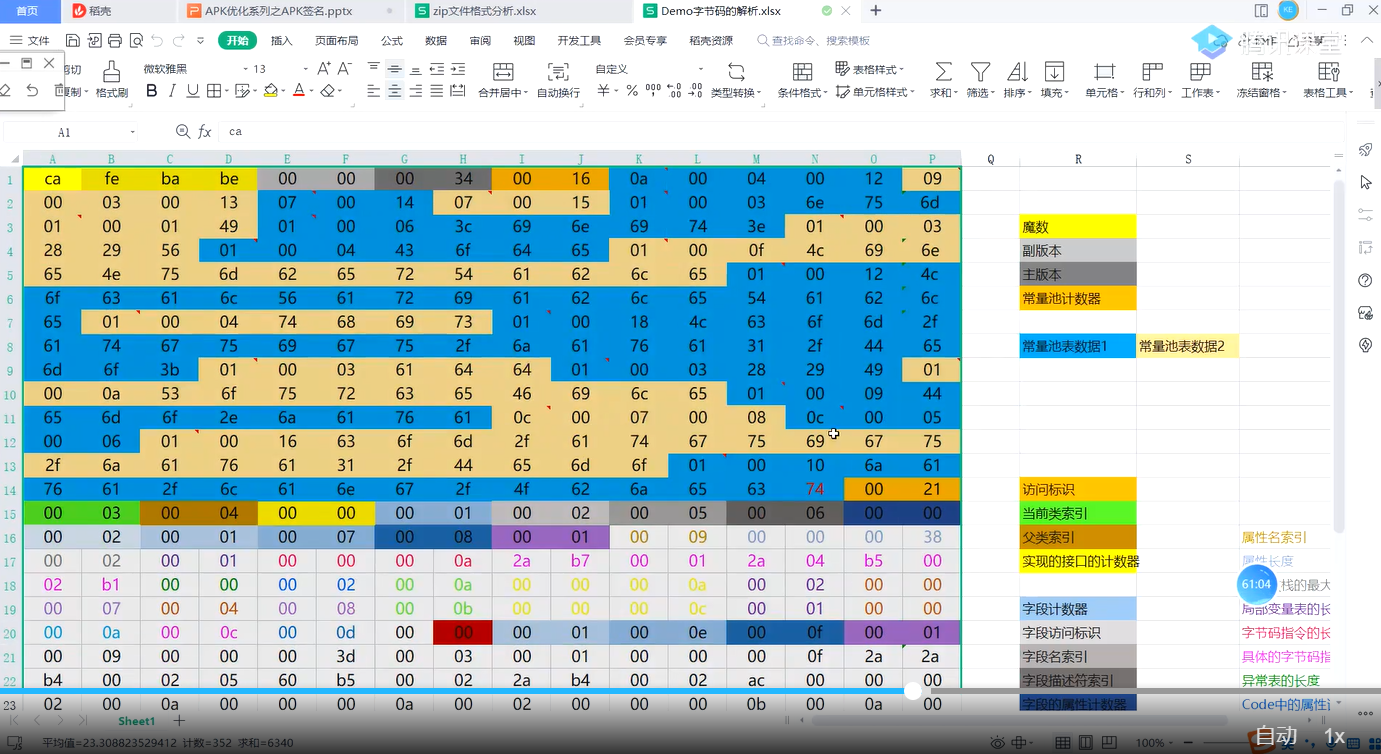 首页 稻壳 APK优化系列之APK签名.pptx zip文件格式分析.xlsx Demo字节码的解析.xlsx
文件 开始 插入 页面布局 公式 数据 审阅 视图 开发工具 会员专享 稻壳资源 查找命令、搜索模板
腾讯课堂
格式刷 微软雅黑 13 合并居中 自动换行 自定义 类型转换 条件格式 表格样式 单元格样式 求和 筛选 排序 填充 单元格 行和列 工作表 冻结窗格 表格工具
A1 fx ca
A B C D E F G H I J K L M N O P Q R S
1 ca fe ba be 00 00 00 34 00 16 0a 00 04 00 12 09
2 00 03 00 13 07 00 14 07 00 15 01 00 03 6e 75 6d
3 01 00 01 49 01 00 06 3c 69 6e 69 74 3e 01 00 03 魔数
4 28 29 56 01 00 04 43 6f 64 65 01 00 0f 4c 69 6e 副版本
5 65 4e 75 6d 62 65 72 54 61 62 6c 65 01 00 12 4c 主版本
6 6f 63 61 6c 56 61 72 69 61 62 6c 65 54 61 62 6c 常量池计数器
7 65 01 00 04 74 68 69 73 01 00 18 4c 63 6f 6d 2f
8 61 74 67 75 69 67 75 2f 6a 61 76 61 31 2f 44 65 常量池表数据1 常量池表数据2
9 6d 6f 3b 01 00 03 61 64 64 01 00 03 28 29 49 01
10 00 0a 53 6f 75 72 63 65 46 69 6c 65 01 00 09 44
11 65 6d 6f 2e 6a 61 76 61 0c 00 07 00 08 0c 00 05
12 00 06 01 00 16 63 6f 6d 2f 61 74 67 75 69 67 75
13 2f 6a 61 76 61 31 2f 44 65 6d 6f 01 00 10 6a 61
14 76 61 2f 6c 61 6e 67 2f 4f 62 6a 65 63 74 00 21 访问标识
15 00 03 00 04 00 00 00 01 00 02 00 05 00 06 00 00 当前类索引
16 00 02 00 01 00 07 00 08 00 01 00 09 00 00 00 38 父类索引 属性名索引
17 00 02 00 01 00 00 00 0a 2a b7 00 01 2a 04 b5 00 实现的接口的计数器 属性长度
18 02 b1 00 00 00 02 00 0a 00 00 00 0a 00 02 00 00 61:04 栈的最大
19 00 07 00 04 00 08 00 0b 00 00 00 0c 00 01 00 00 字段计数器 局部变量表的长
20 00 0a 00 0c 00 0d 00 00 00 01 00 0e 00 0f 00 01 字段访问标识 字节码指令的长
21 00 09 00 00 00 3d 00 03 00 01 00 00 00 0f 2a 2a 字段名索引 具体的字节码指
22 b4 00 02 05 60 b5 00 02 2a b4 00 02 ac 00 00 00 字段描述符索引 异常表的长度
23 02 00 00 00 0a 00 02 00 00 00 0b 00 0a 00 字段的属性计数器 Code中的属性
Sheet1
平均值=23.308823529412 计数=352 求和=6340 100% 自动 1x